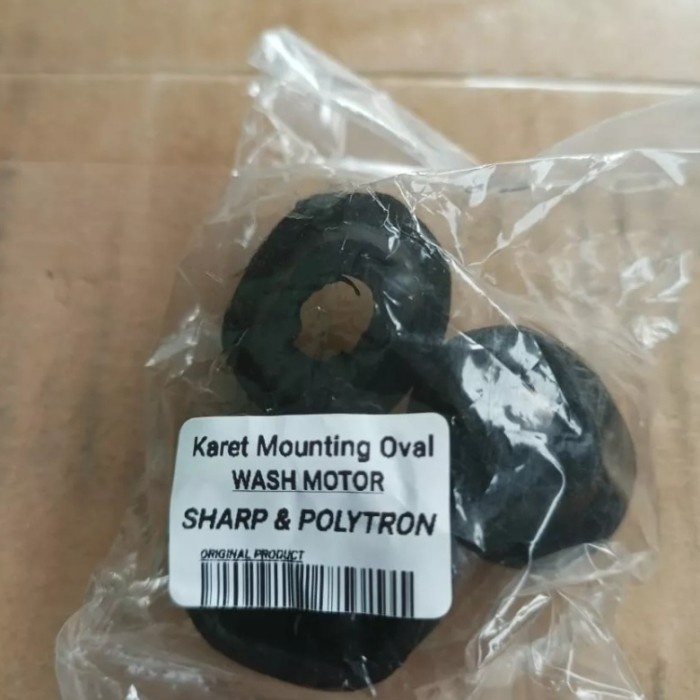 Karet Mounting Oval
WASH MOTOR
SHARP & POLYTRON
ORIGINAL PRODUCT